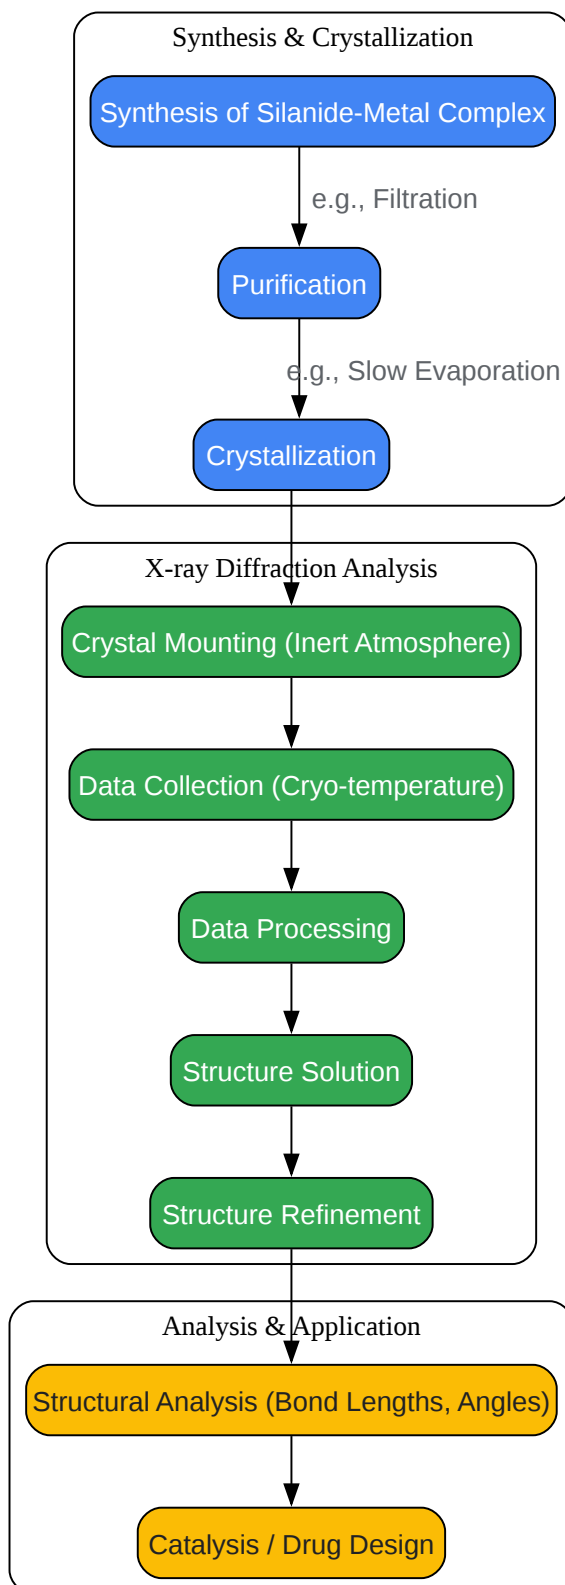 Synthesis & Crystallization
Synthesis of Silanide-Metal Complex
e.g., Filtration
Purification
e.g., Slow Evaporation
Crystallization
X-ray Diffraction Analysis
Crystal Mounting (Inert Atmosphere)
Data Collection (Cryo-temperature)
Data Processing
Structure Solution
Structure Refinement
Analysis & Application
Structural Analysis (Bond Lengths, Angles)
Catalysis / Drug Design